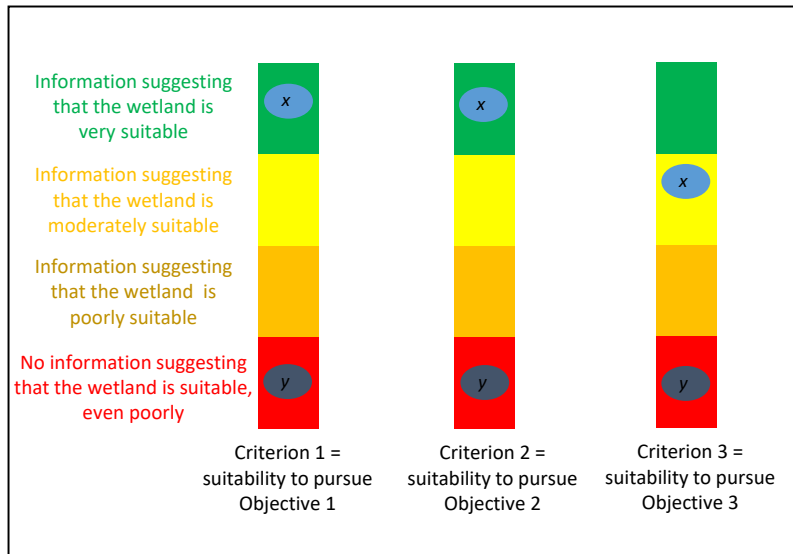 Information suggesting
that the wetland is
very suitable
x
x
Information suggesting
that the wetland is
moderately suitable
x
Information suggesting
that the wetland  is
poorly suitable
No information suggesting
that the wetland is suitable,
even poorly
y
y
y
Criterion 1 =
suitability to pursue
Objective 1
Criterion 2 =
suitability to pursue
Objective 2
Criterion 3 =
suitability to pursue
Objective 3